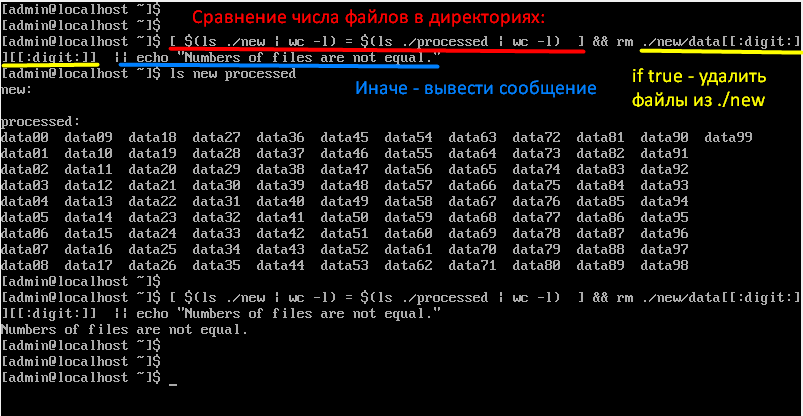 [admin@localhost ~]$
[admin@localhost ~]$
Сравнение числа файлов в директориях:
[admin@localhost ~]$ [ $(ls ./new | wc -l) = $(ls ./processed | wc -l)  ] && rm ./new/data[[:digit:]
][[:digit:]]  || echo "Numbers of files are not equal."
[admin@localhost ~]$ ls new processed
if true - удалить
файлы из ./new
new:
Иначе - вывести сообщение
processed:
data00  data09  data18  data27  data36  data45  data54  data63  data72  data81  data90  data99
data01  data10  data19  data28  data37  data46  data55  data64  data73  data82  data91
data02  data11  data20  data29  data38  data47  data56  data65  data74  data83  data92
data03  data12  data21  data30  data39  data48  data57  data66  data75  data84  data93
data04  data13  data22  data31  data40  data49  data58  data67  data76  data85  data94
data05  data14  data23  data32  data41  data50  data59  data68  data77  data86  data95
data06  data15  data24  data33  data42  data51  data60  data69  data78  data87  data96
data07  data16  data25  data34  data43  data52  data61  data70  data79  data88  data97
data08  data17  data26  data35  data44  data53  data62  data71  data80  data89  data98
[admin@localhost ~]$
[admin@localhost ~]$ [ $(ls ./new | wc -l) = $(ls ./processed | wc -l)  ] && rm ./new/data[[:digit:]
][[:digit:]]  || echo "Numbers of files are not equal."
Numbers of files are not equal.
[admin@localhost ~]$
[admin@localhost ~]$
[admin@localhost ~]$ _